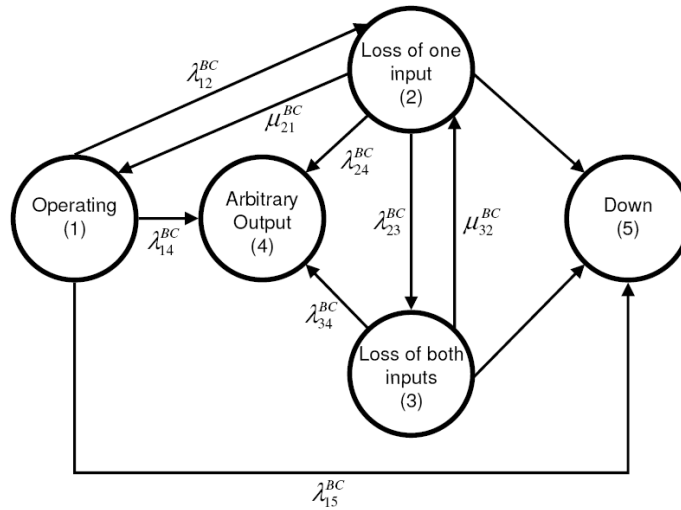 Loss of one
input
(2)
λ₁₂^BC
μ₂₁^BC
λ₂₄^BC
Operating
(1)
Arbitrary
Output
(4)
λ₁₄^BC
λ₂₃^BC
μ₃₂^BC
Down
(5)
λ₃₄^BC
Loss of both
inputs
(3)
λ₁₅^BC